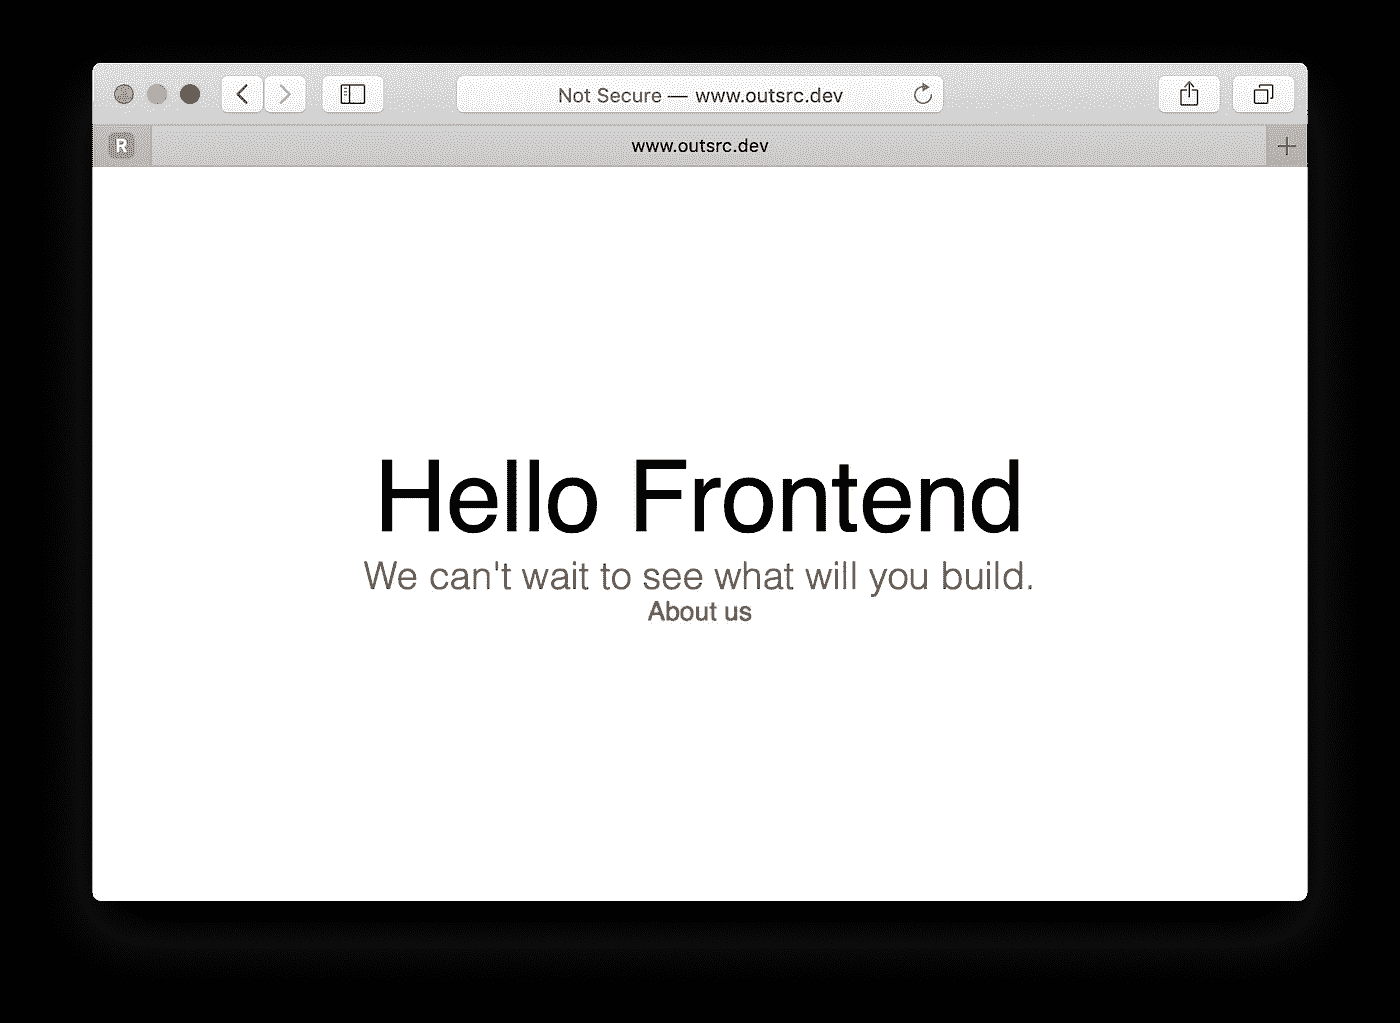 Not Secure — www.outsrc.dev
R
www.outsrc.dev
Hello Frontend
We can't wait to see what will you build.
About us